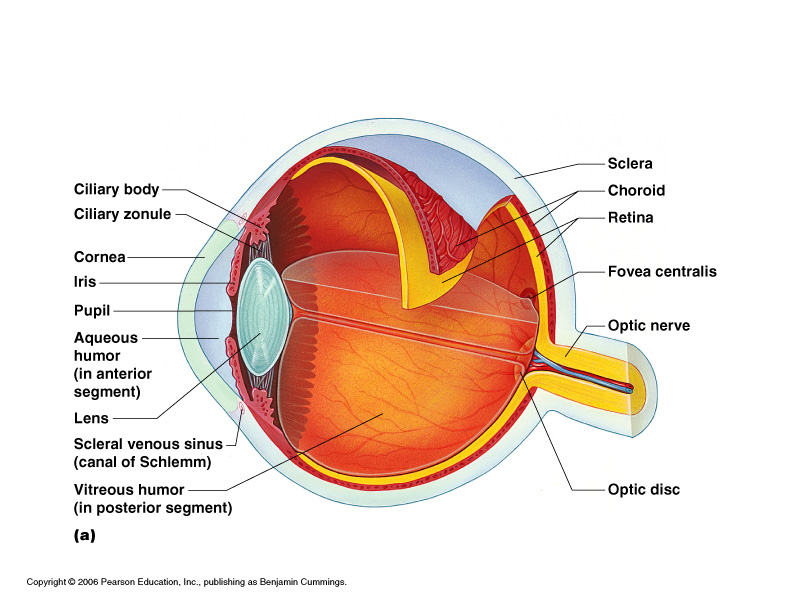 Ciliary body
Ciliary zonule
Cornea
Iris
Pupil
Aqueous
humor
(in anterior
segment)
Lens
Scleral venous sinus
(canal of Schlemm)
Vitreous humor
(in posterior segment)
Sclera
Choroid
Retina
Fovea centralis
Optic nerve
Optic disc
(a)
Copyright © 2006 Pearson Education, Inc., publishing as Benjamin Cummings.